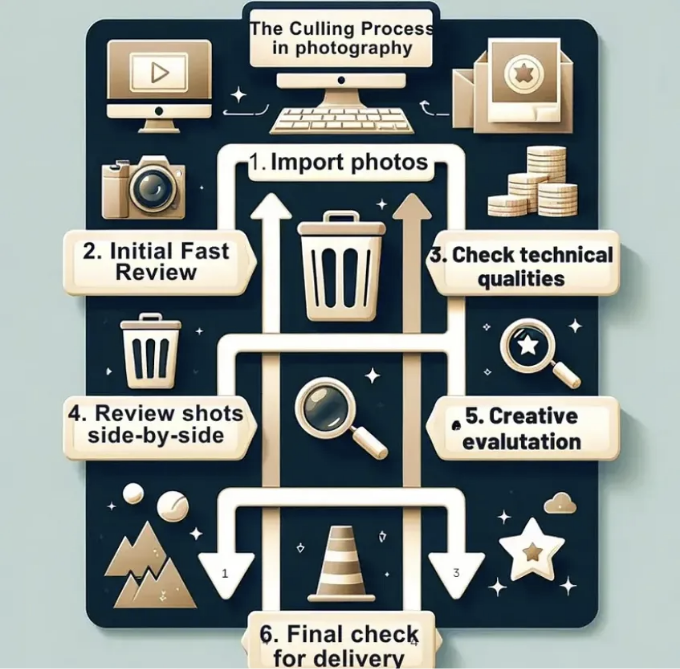 The Culling Process
in photography
1. Import photos
2. Initial Fast
Review
3. Check technical
qualities
4. Review shots
side-by-side
5. Creative
evalutation
1
3
6. Final check
4
for delivery